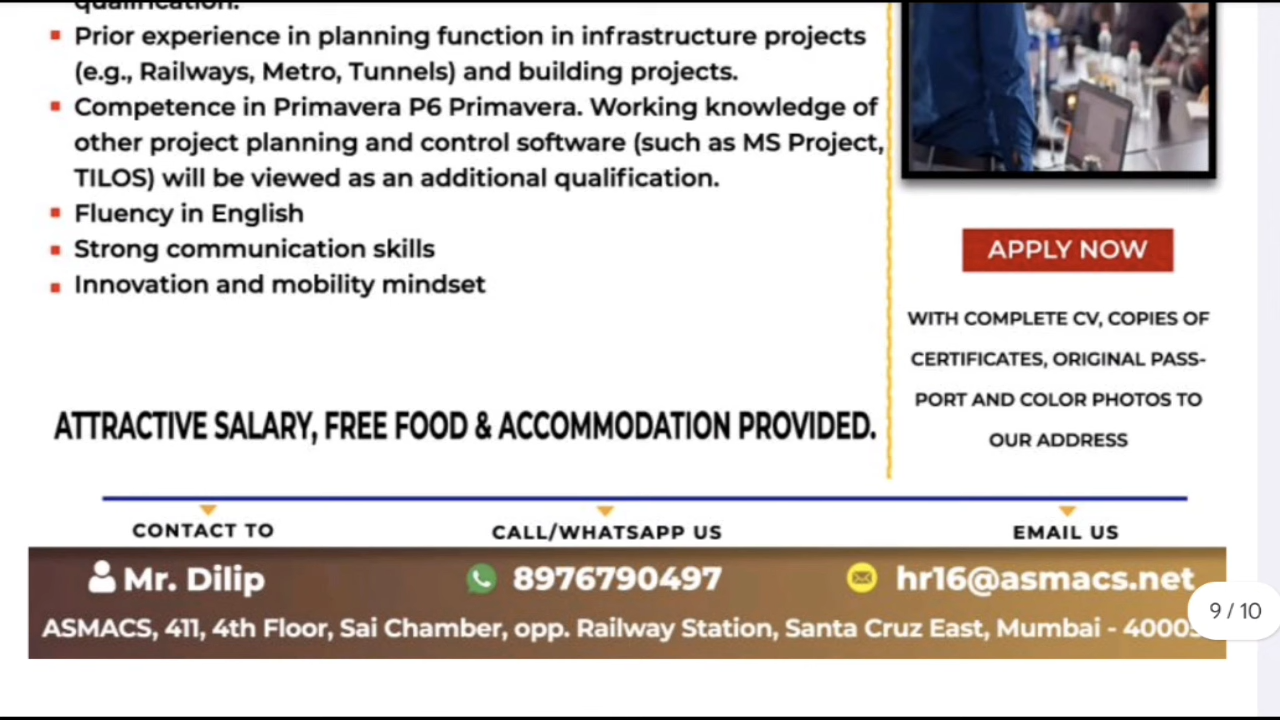 qualification.
Prior experience in planning function in infrastructure projects
(e.g., Railways, Metro, Tunnels) and building projects.
Competence in Primavera P6 Primavera. Working knowledge of
other project planning and control software (such as MS Project,
TILOS) will be viewed as an additional qualification.
Fluency in English
Strong communication skills
Innovation and mobility mindset
ATTRACTIVE SALARY, FREE FOOD & ACCOMMODATION PROVIDED.
APPLY NOW
WITH COMPLETE CV, COPIES OF
CERTIFICATES, ORIGINAL PASS-
PORT AND COLOR PHOTOS TO
OUR ADDRESS
CONTACT TO
CALL/WHATSAPP US
EMAIL US
Mr. Dilip
8976790497
hr16@asmacs.net
ASMACS, 411, 4th Floor, Sai Chamber, opp. Railway Station, Santa Cruz East, Mumbai -
9 / 10